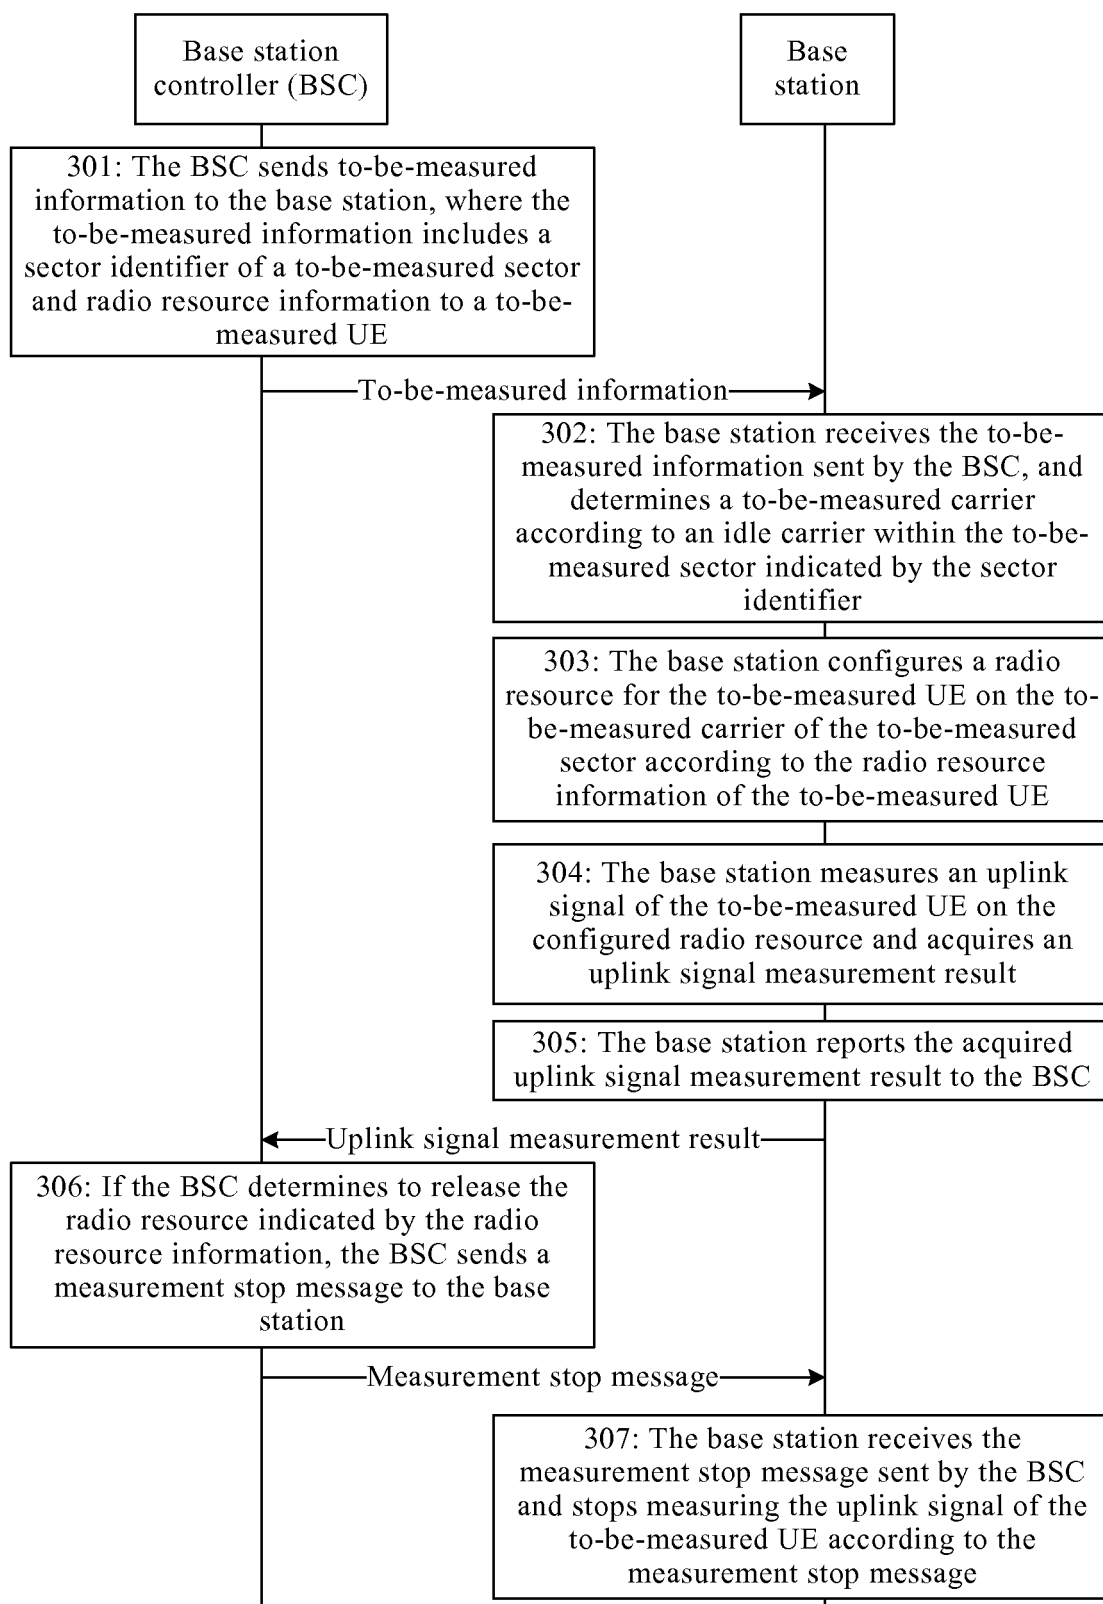 Base station
controller (BSC)
Base
station
301: The BSC sends to-be-measured
information to the base station, where the
to-be-measured information includes a
sector identifier of a to-be-measured sector
and radio resource information to a to-be-
measured UE
To-be-measured information
302: The base station receives the to-be-
measured information sent by the BSC, and
determines a to-be-measured carrier
according to an idle carrier within the to-be-
measured sector indicated by the sector
identifier
303: The base station configures a radio
resource for the to-be-measured UE on the to-
be-measured carrier of the to-be-measured
sector according to the radio resource
information of the to-be-measured UE
304: The base station measures an uplink
signal of the to-be-measured UE on the
configured radio resource and acquires an
uplink signal measurement result
305: The base station reports the acquired
uplink signal measurement result to the BSC
Uplink signal measurement result
306: If the BSC determines to release the
radio resource indicated by the radio
resource information, the BSC sends a
measurement stop message to the base
station
Measurement stop message
307: The base station receives the
measurement stop message sent by the BSC
and stops measuring the uplink signal of the
to-be-measured UE according to the
measurement stop message